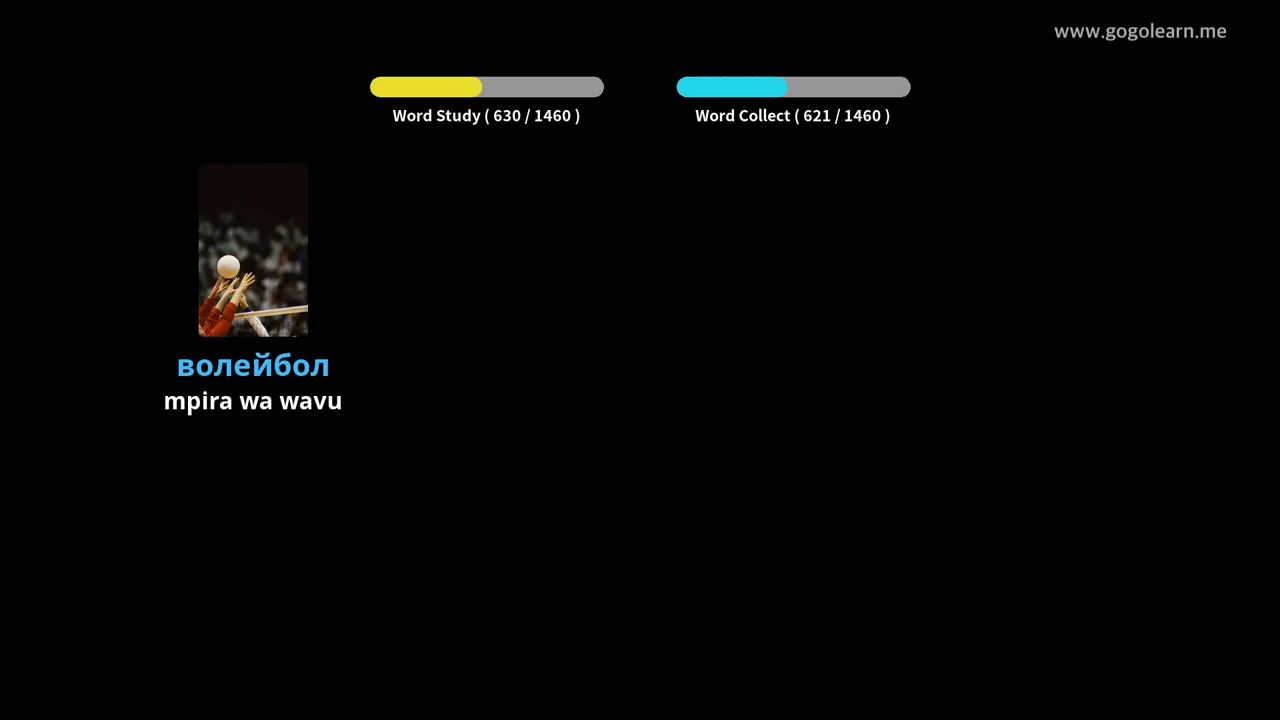 www.gogolearn.me
Word Study ( 630 / 1460 )
Word Collect ( 621 / 1460 )
волейбол
mpira wa wavu